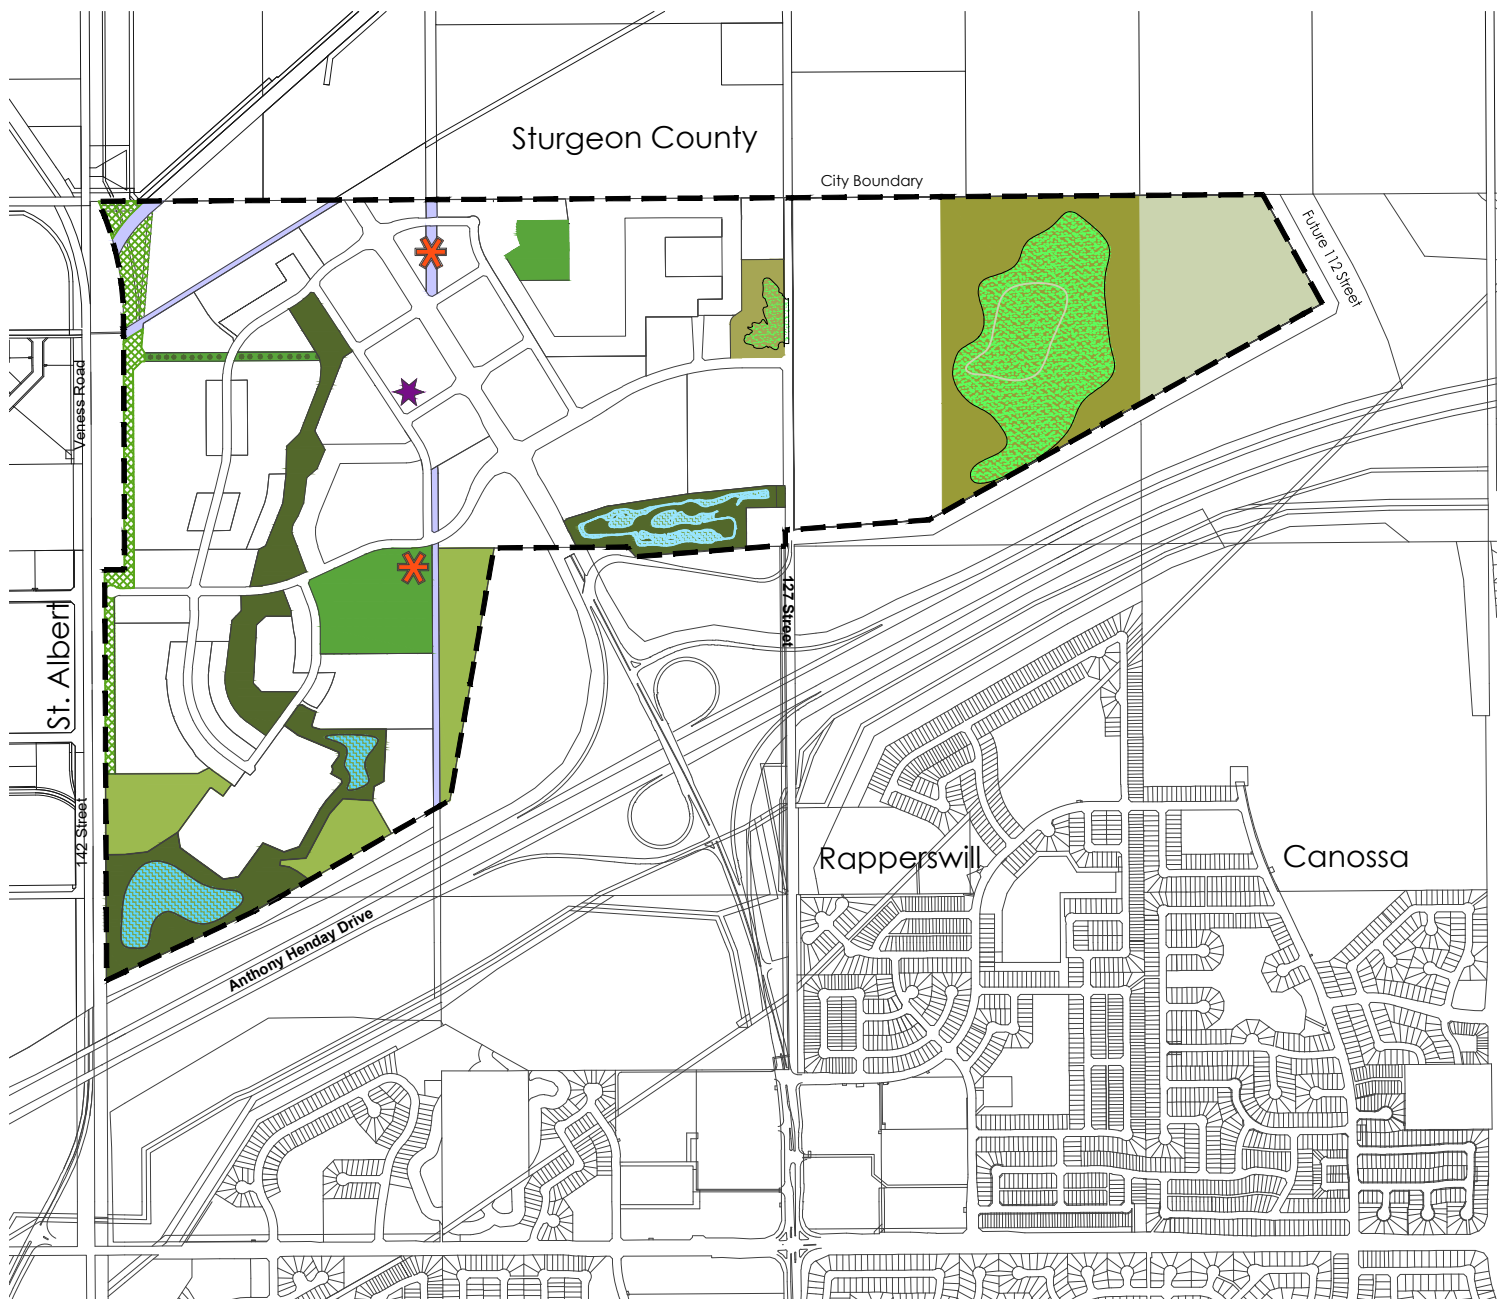 Sturgeon County
City Boundary
Future 112 Street
Veness Road
St. Albert
127 Street
142 Street
Rapperswill
Canossa
Anthony Henday Drive